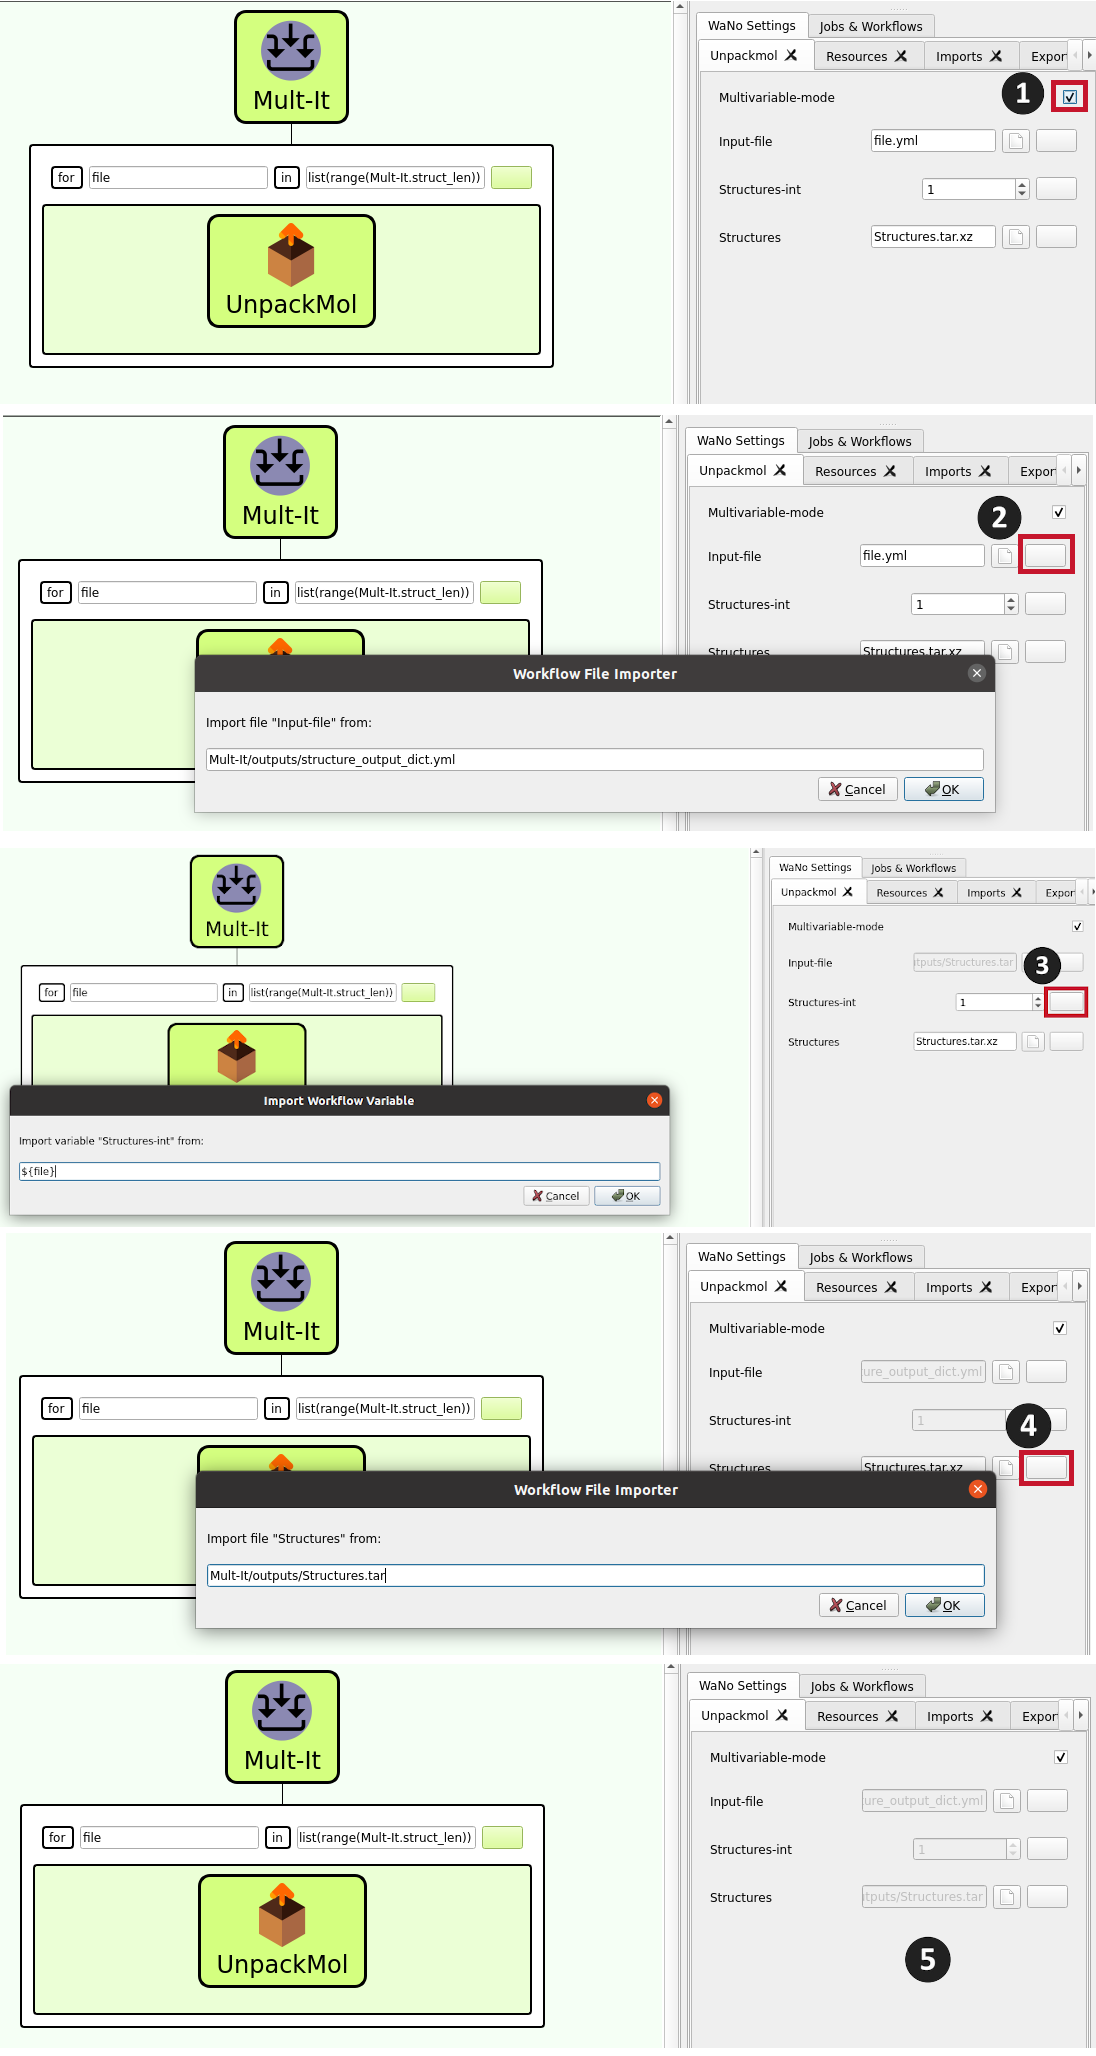 Mult-It
for file in list(range(Mult-It.struct_len))
UnpackMol
WaNo Settings Jobs & Workflows
Unpackmol Resources Imports Expor
Multivariable-mode 1
Input-file file.yml
Structures-int 1
Structures Structures.tar.xz
Mult-It
for file in list(range(Mult-It.struct_len))
WaNo Settings Jobs & Workflows
Unpackmol Resources Imports Expor
Multivariable-mode
2
Input-file file.yml
Structures-int 1
Structures Structures.tar.xz
Workflow File Importer
Import file "Input-file" from:
Mult-It/outputs/structure_output_dict.yml
Cancel OK
Mult-It
for file in list(range(Mult-It.struct_len))
WaNo Settings Jobs & Workflows
Unpackmol Resources Imports Expor
Multivariable-mode
Input-file itputs/Structures.tar 3
Structures-int 1
Structures Structures.tar.xz
Import Workflow Variable
Import variable "Structures-int" from:
${file}
Cancel OK
Mult-It
for file in list(range(Mult-It.struct_len))
WaNo Settings Jobs & Workflows
Unpackmol Resources Imports Expor
Multivariable-mode
Input-file ure_output_dict.yml
Structures-int 1
4
Structures Structures.tar.xz
Workflow File Importer
Import file "Structures" from:
Mult-It/outputs/Structures.tar
Cancel OK
Mult-It
for file in list(range(Mult-It.struct_len))
UnpackMol
WaNo Settings Jobs & Workflows
Unpackmol Resources Imports Expor
Multivariable-mode
Input-file ure_output_dict.yml
Structures-int 1
Structures itputs/Structures.tar
5